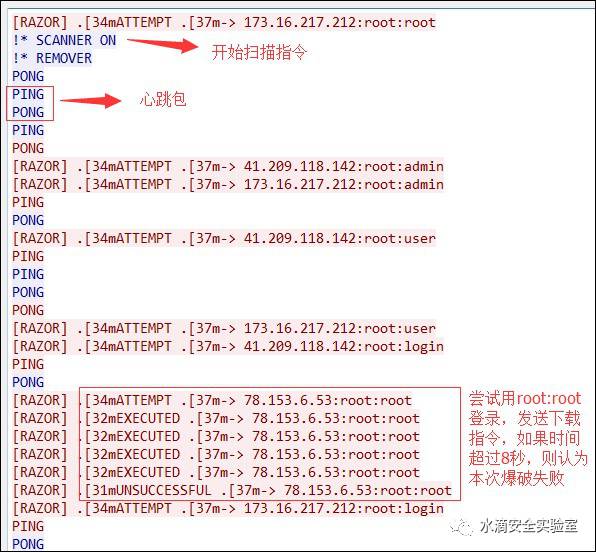 [RAZOR] .[34mATTEMPT .[37m-> 173.16.217.212:root:root
!* SCANNER ON
开始扫描指令
!* REMOVER
PONG
PING
心跳包
PONG
PING
PONG
[RAZOR] .[34mATTEMPT .[37m-> 41.209.118.142:root:admin
[RAZOR] .[34mATTEMPT .[37m-> 173.16.217.212:root:admin
PING
PONG
[RAZOR] .[34mATTEMPT .[37m-> 41.209.118.142:root:user
PING
PING
PONG
PONG
[RAZOR] .[34mATTEMPT .[37m-> 173.16.217.212:root:user
[RAZOR] .[34mATTEMPT .[37m-> 41.209.118.142:root:login
PING
PONG
[RAZOR] .[34mATTEMPT .[37m-> 78.153.6.53:root:root
[RAZOR] .[32mEXECUTED .[37m-> 78.153.6.53:root:root
[RAZOR] .[32mEXECUTED .[37m-> 78.153.6.53:root:root
[RAZOR] .[32mEXECUTED .[37m-> 78.153.6.53:root:root
[RAZOR] .[32mEXECUTED .[37m-> 78.153.6.53:root:root
[RAZOR] .[31mUNSUCCESSFUL .[37m-> 78.153.6.53:root:root
尝试用root:root
登录，发送下载
指令，如果时间
超过8秒，则认为
本次爆破失败
[RAZOR] .[34mATTEMPT .[37m-> 173.16.217.212:root:login
PING
PONG
水滴安全实验室